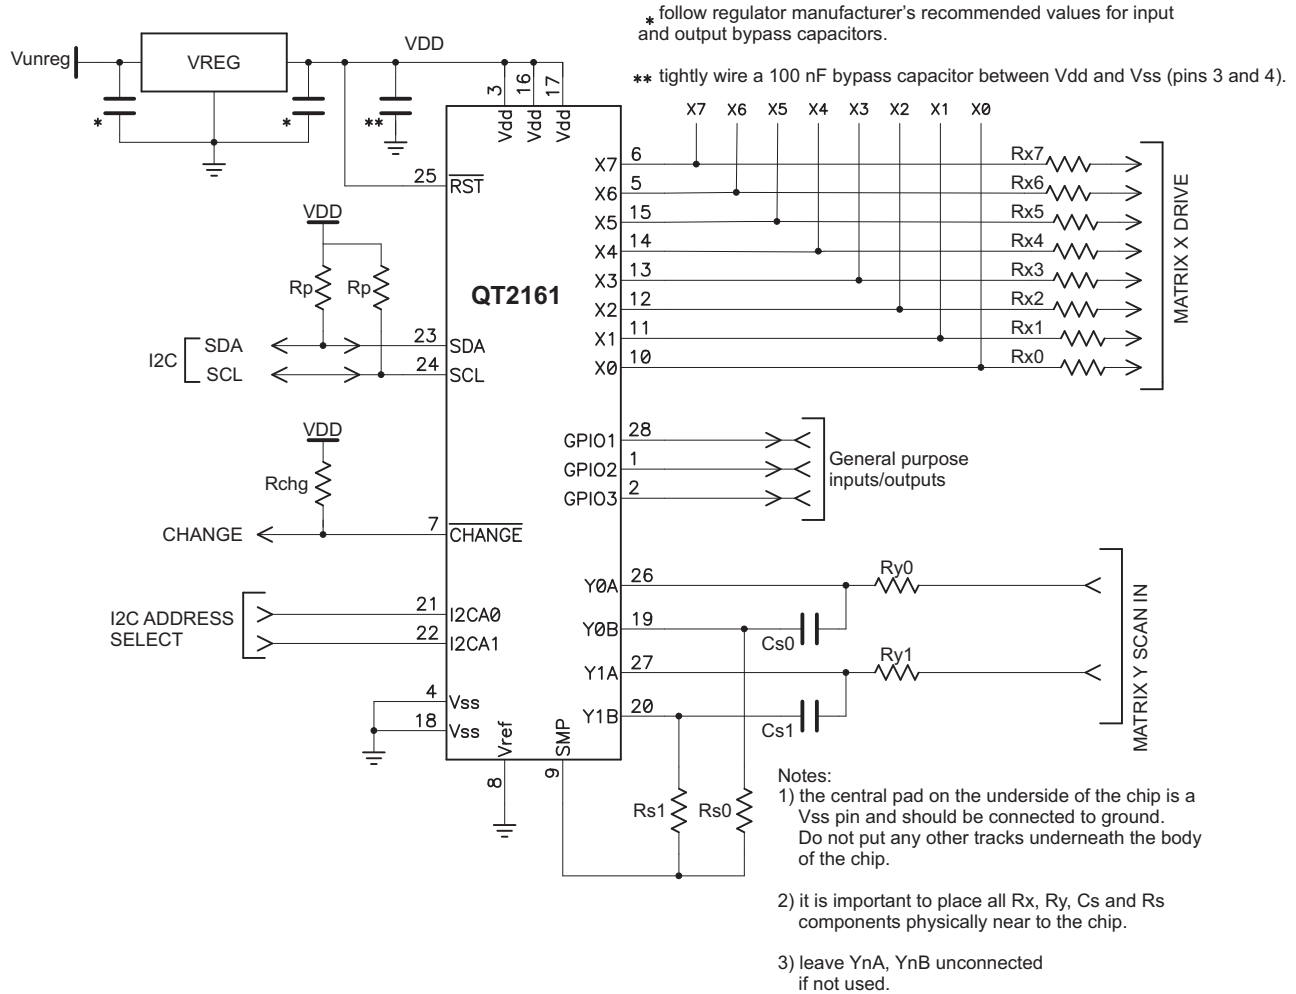 * follow regulator manufacturer's recommended values for input
and output bypass capacitors.
** tightly wire a 100 nF bypass capacitor between Vdd and Vss (pins 3 and 4).
Vunreg
VREG
VDD
*
*
**
3
16
17
Vdd
Vdd
Vdd
X7
X6
X5
X4
X3
X2
X1
X0
X7
6
Rx7
X6
5
Rx6
X5
15
Rx5
X4
14
Rx4
X3
13
Rx3
X2
12
Rx2
X1
11
Rx1
X0
10
Rx0
MATRIX X DRIVE
25
RST
VDD
Rp
Rp
QT2161
I2C
SDA
23
SDA
SCL
24
SCL
VDD
Rchg
CHANGE
7
CHANGE
GPIO1
28
GPIO2
1
GPIO3
2
General purpose
inputs/outputs
I2C ADDRESS
SELECT
21
I2CA0
22
I2CA1
4
Vss
18
Vss
Y0A
26
Ry0
Y0B
19
Cs0
Y1A
27
Ry1
Y1B
20
Cs1
MATRIX Y SCAN IN
Vref
8
SMP
9
Rs1
Rs0
Notes:
1) the central pad on the underside of the chip is a
Vss pin and should be connected to ground.
Do not put any other tracks underneath the body
of the chip.
2) it is important to place all Rx, Ry, Cs and Rs
components physically near to the chip.
3) leave YnA, YnB unconnected
if not used.